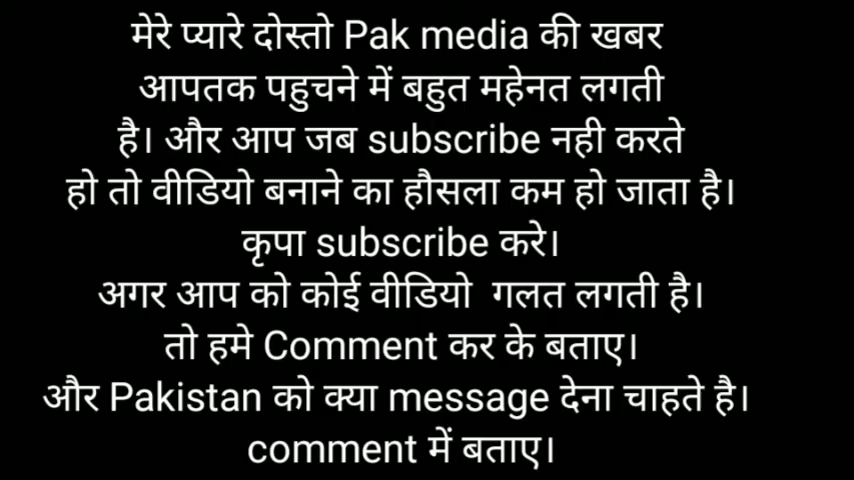 मेरे प्यारे दोस्तो Pak media की खबर
आपतक पहुचने में बहुत महेनत लगती
है। और आप जब subscribe नही करते
हो तो वीडियो बनाने का हौसला कम हो जाता है।
कृपा subscribe करे।
अगर आप को कोई वीडियो गलत लगती है।
तो हमे Comment कर के बताए।
और Pakistan को क्या message देना चाहते है।
comment में बताए।